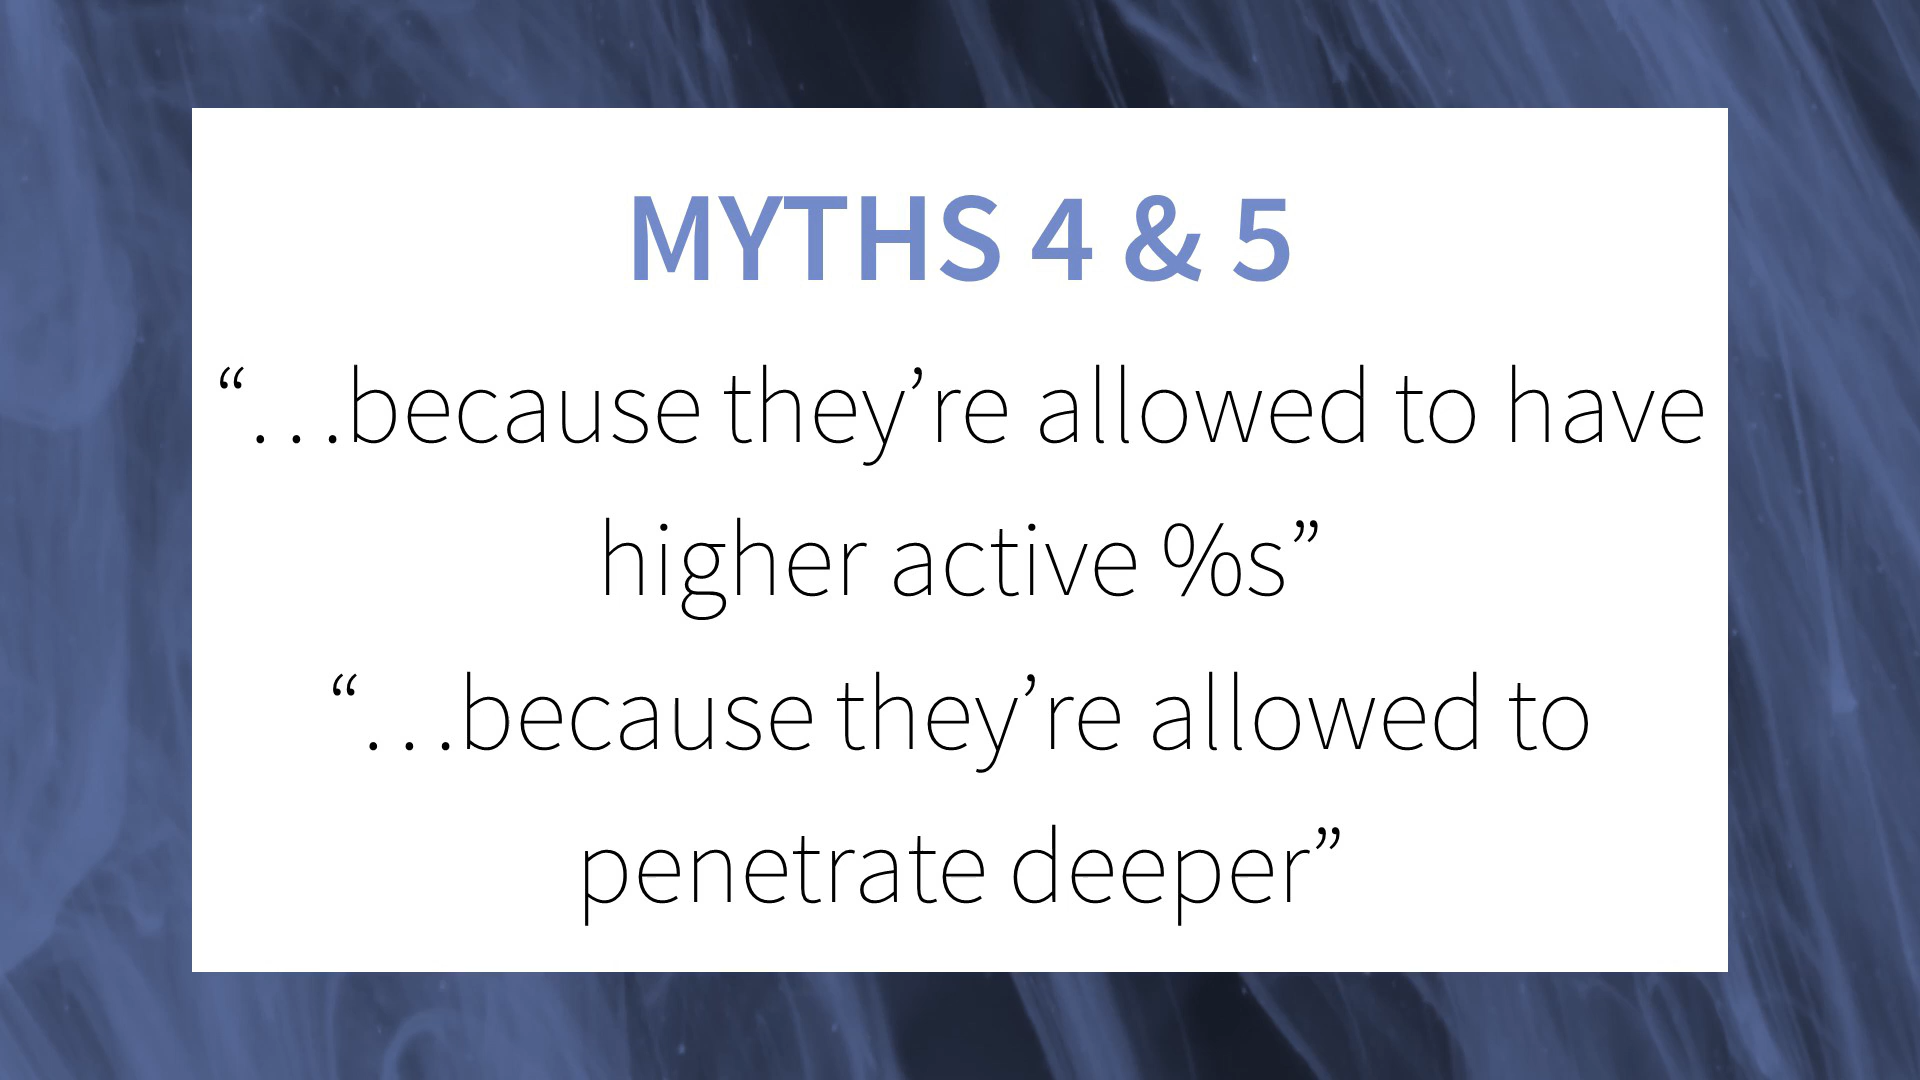 MYTHS 4 & 5
“…because they’re allowed to have
higher active %s”
“…because they’re allowed to
penetrate deeper”